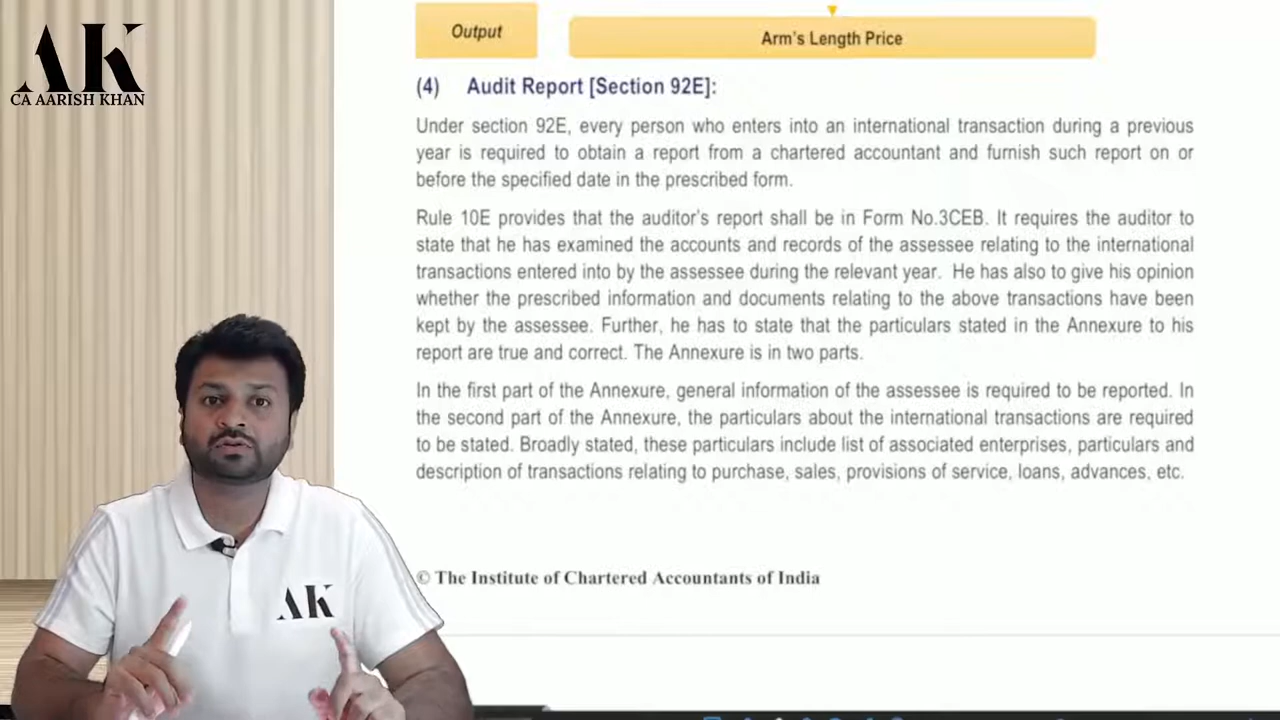 AK
CA AARISH KHAN
Output
Arm's Length Price
(4) Audit Report [Section 92E]:
Under section 92E, every person who enters into an international transaction during a previous
year is required to obtain a report from a chartered accountant and furnish such report on or
before the specified date in the prescribed form.
Rule 10E provides that the auditor's report shall be in Form No.3CEB. It requires the auditor to
state that he has examined the accounts and records of the assessee relating to the international
transactions entered into by the assessee during the relevant year. He has also to give his opinion
whether the prescribed information and documents relating to the above transactions have been
kept by the assessee. Further, he has to state that the particulars stated in the Annexure to his
report are true and correct. The Annexure is in two parts.
In the first part of the Annexure, general information of the assessee is required to be reported. In
the second part of the Annexure, the particulars about the international transactions are required
to be stated. Broadly stated, these particulars include list of associated enterprises, particulars and
description of transactions relating to purchase, sales, provisions of service, loans, advances, etc.
© The Institute of Chartered Accountants of India
AK